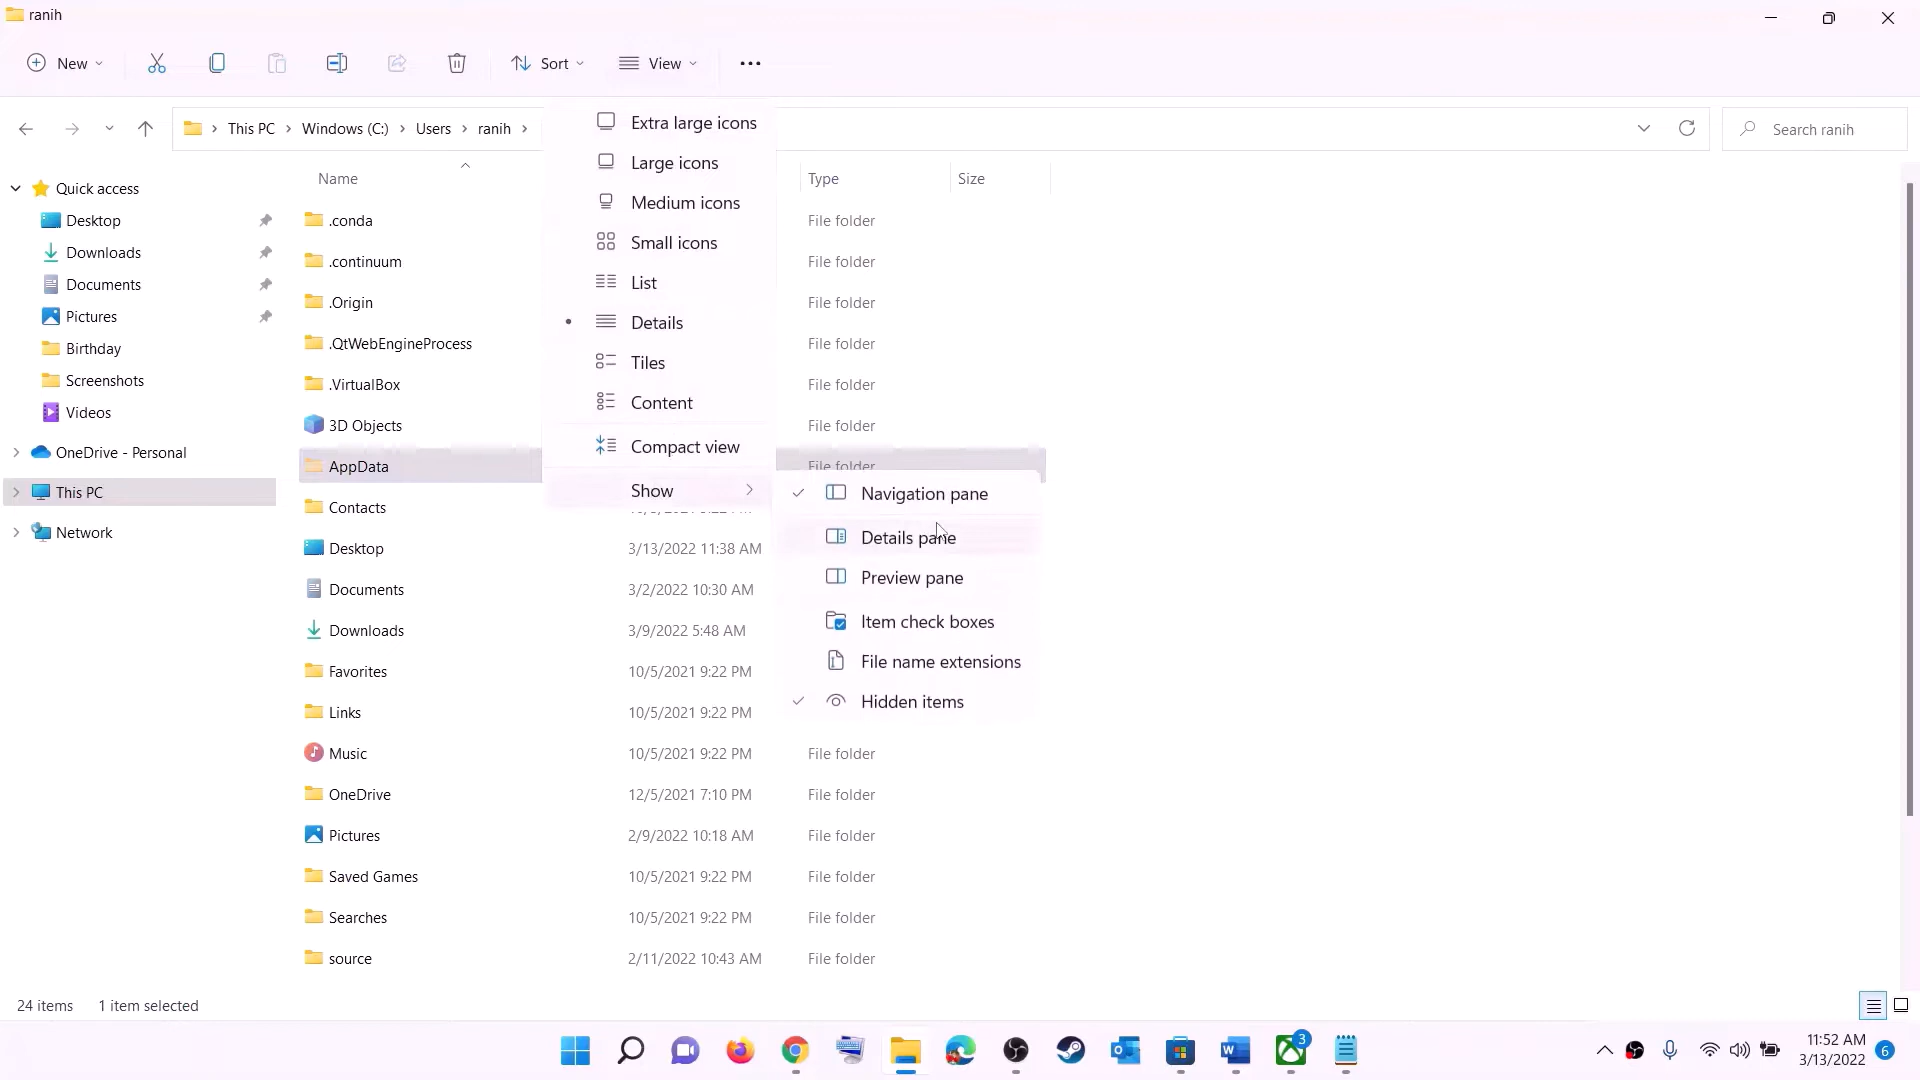 ranih
New
Sort
View
This PC
Windows (C:)
Users
ranih
Search ranih
Quick access
Desktop
Downloads
Documents
Pictures
Birthday
Screenshots
Videos
OneDrive - Personal
This PC
Network
Name
Type
Size
.conda
File folder
.continuum
File folder
.Origin
File folder
.QtWebEngineProcess
File folder
.VirtualBox
File folder
3D Objects
File folder
AppData
File folder
Contacts
Desktop
3/13/2022 11:38 AM
Documents
3/2/2022 10:30 AM
Downloads
3/9/2022 5:48 AM
Favorites
10/5/2021 9:22 PM
Links
10/5/2021 9:22 PM
Music
10/5/2021 9:22 PM
File folder
OneDrive
12/5/2021 7:10 PM
File folder
Pictures
2/9/2022 10:18 AM
File folder
Saved Games
10/5/2021 9:22 PM
File folder
Searches
10/5/2021 9:22 PM
File folder
source
2/11/2022 10:43 AM
File folder
Extra large icons
Large icons
Medium icons
Small icons
List
Details
Tiles
Content
Compact view
Show
Navigation pane
Details pane
Preview pane
Item check boxes
File name extensions
Hidden items
24 items
1 item selected
3
11:52 AM
3/13/2022
6